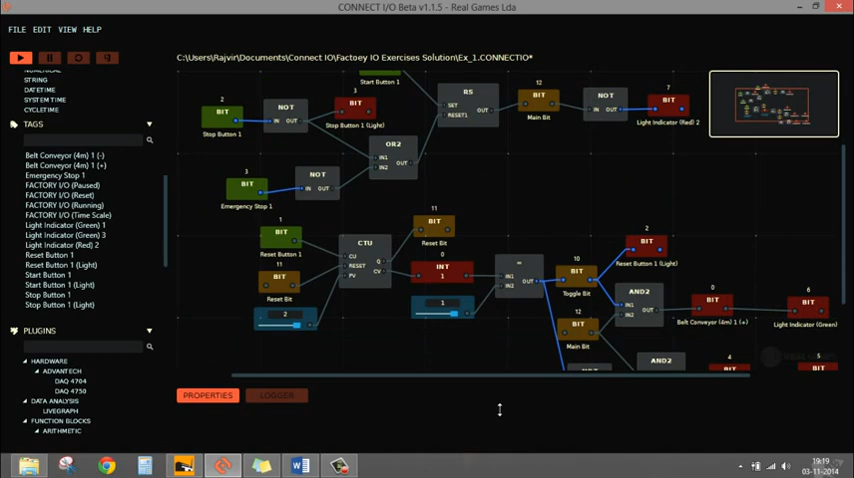 CONNECT I/O Beta v1.1.5 - Real Games Lda
FILE EDIT VIEW HELP
C:\Users\Rajvir\Documents\Connect IO\Factoey IO Exercises Solution\Ex_1.CONNECTIO*
NUMERICAL
STRING
DATETIME
SYSTEM TIME
CYCLETIME
TAGS
Belt Conveyor (4m) 1 (-)
Belt Conveyor (4m) 1 (+)
Emergency Stop 1
FACTORY I/O (Paused)
FACTORY I/O (Reset)
FACTORY I/O (Running)
FACTORY I/O (Time Scale)
Light Indicator (Green) 1
Light Indicator (Green) 3
Light Indicator (Red) 2
Reset Button 1
Reset Button 1 (Light)
Start Button 1
Start Button 1 (Light)
Stop Button 1
Stop Button 1 (Light)
PLUGINS
HARDWARE
ADVANTECH
DAQ 4704
DAQ 4750
DATA ANALYSIS
LIVEGRAPH
FUNCTION BLOCKS
ARITHMETIC
Start Button 1
2
BIT
Stop Button 1
NOT
IN OUT
3
BIT
Stop Button 1 (Light)
RS
SET
RESET1
OUT
12
BIT
Main Bit
NOT
IN OUT
7
BIT
Light Indicator (Red) 2
OR2
IN1
IN2
OUT
3
BIT
Emergency Stop 1
NOT
IN OUT
1
BIT
Reset Button 1
11
BIT
Reset Bit
2
CTU
CU
RESET
PV
Q
CV
11
BIT
Reset Bit
0
INT
1
1
=
IN1
IN2
OUT
10
BIT
Toggle Bit
2
BIT
Reset Button 1 (Light)
12
BIT
Main Bit
AND2
IN1
IN2
OUT
0
BIT
Belt Conveyor (4m) 1 (+)
6
BIT
Light Indicator (Green)
NOT
AND2
4
BIT
5
BIT
PROPERTIES
LOGGER
19:19
03-11-2014